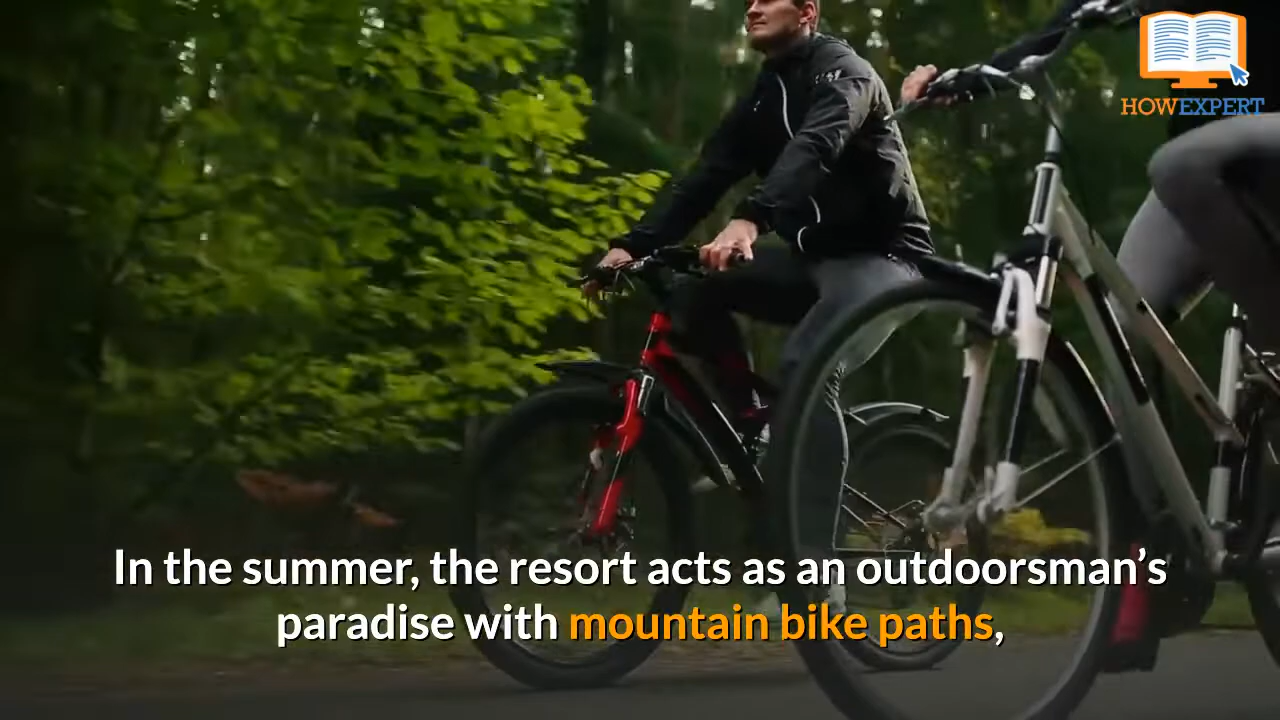 HOWEXPERT
In the summer, the resort acts as an outdoorsman’s
paradise with mountain bike paths,